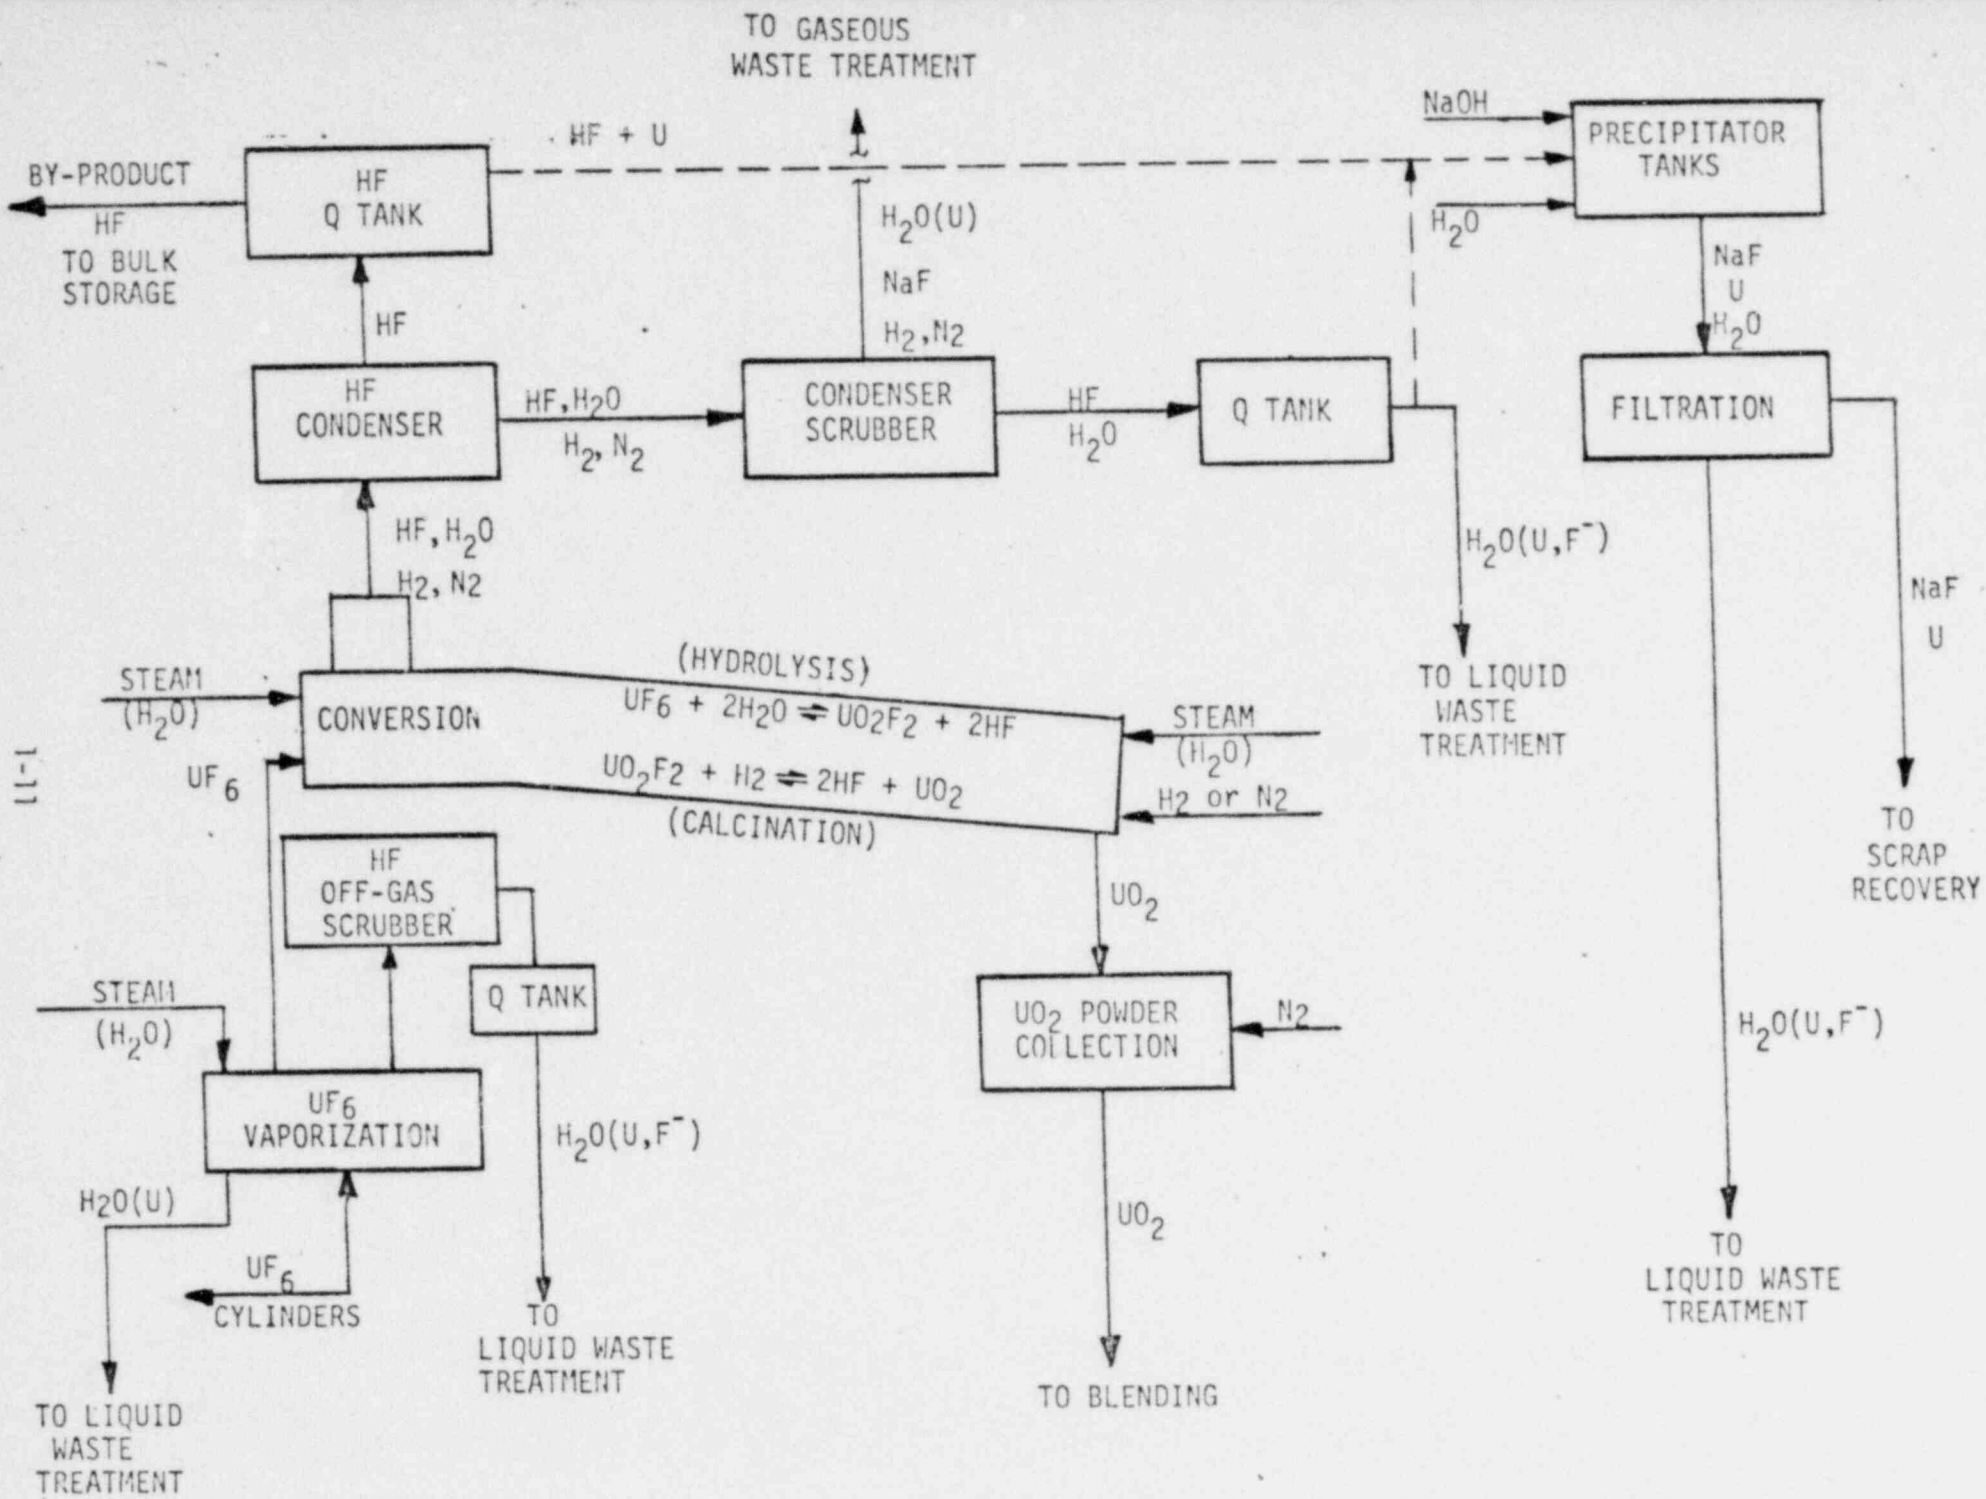 TO GASEOUS
WASTE TREATMENT
HF + U
NaOH
PRECIPITATOR
TANKS
H2O
BY-PRODUCT
HF
TO BULK
STORAGE
HF
Q TANK
H2O(U)
NaF
H2,N2
NaF
U
H2O
HF
HF
CONDENSER
HF,H2O
H2,N2
CONDENSER
SCRUBBER
HF
H2O
Q TANK
FILTRATION
HF,H2O
H2,N2
H2O(U,F⁻)
TO LIQUID
WASTE
TREATMENT
NaF
U
TO
SCRAP
RECOVERY
STEAM
(H2O)
UF6
CONVERSION
(HYDROLYSIS)
UF6 + 2H2O ⇌ UO2F2 + 2HF
UO2F2 + H2 ⇌ 2HF + UO2
(CALCINATION)
STEAM
(H2O)
H2 or N2
1-11
HF
OFF-GAS
SCRUBBER
Q TANK
UO2
UO2 POWDER
COLLECTION
N2
STEAM
(H2O)
UF6
VAPORIZATION
H2O(U)
UF6
CYLINDERS
H2O(U,F⁻)
TO
LIQUID WASTE
TREATMENT
UO2
TO BLENDING
H2O(U,F⁻)
TO
LIQUID WASTE
TREATMENT
TO LIQUID
WASTE
TREATMENT